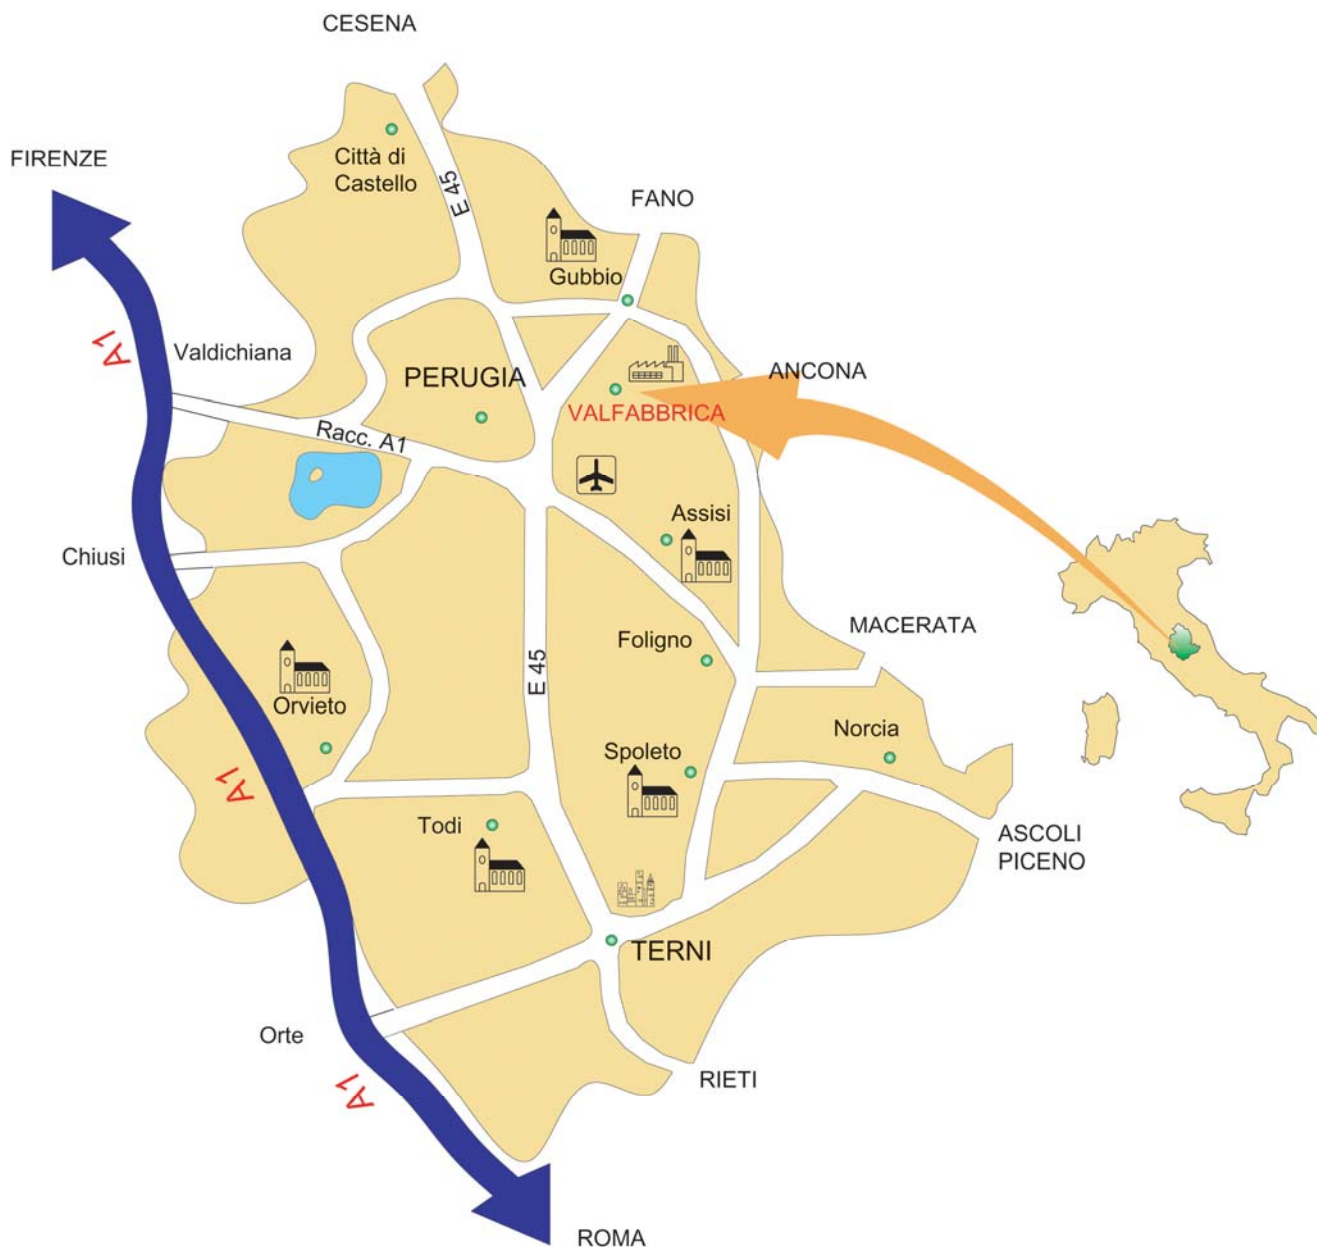 CESENA
FIRENZE
Città di
Castello
E 45
FANO
Gubbio
A1
Valdichiana
PERUGIA
ANCONA
VALFABBRICA
Racc. A1
Assisi
Chiusi
MACERATA
Foligno
E 45
Orvieto
Norcia
Spoleto
A1
Todi
ASCOLI
PICENO
TERNI
Orte
RIETI
A1
ROMA